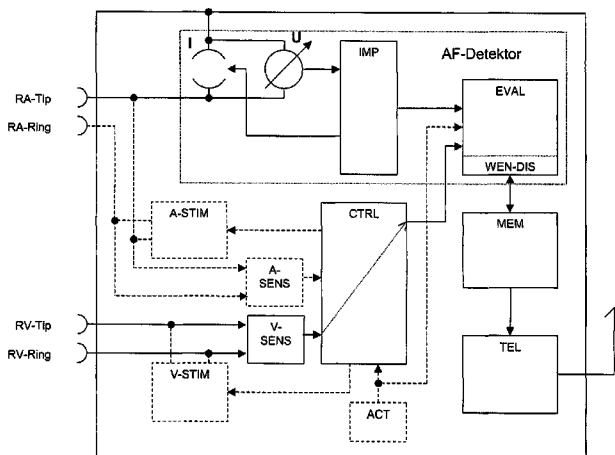 I
U
IMP
AF-Detektor
EVAL
WEN-DIS
RA-Tip
RA-Ring
A-STIM
CTRL
MEM
A-
SENS
RV-Tip
RV-Ring
V-
SENS
V-STIM
TEL
ACT